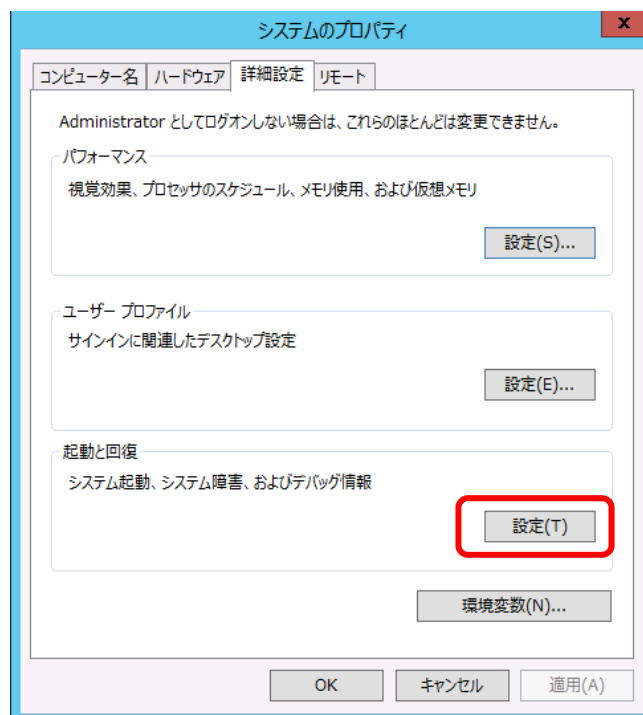 システムのプロパティ
x
コンピューター名 ハードウェア 詳細設定 リモート
Administrator としてログオンしない場合は、これらのほとんどは変更できません。
パフォーマンス
視覚効果、プロセッサのスケジュール、メモリ使用、および仮想メモリ
設定(S)...
ユーザー プロファイル
サインインに関連したデスクトップ設定
設定(E)...
起動と回復
システム起動、システム障害、およびデバッグ情報
設定(T)
環境変数(N)...
OK キャンセル 適用(A)